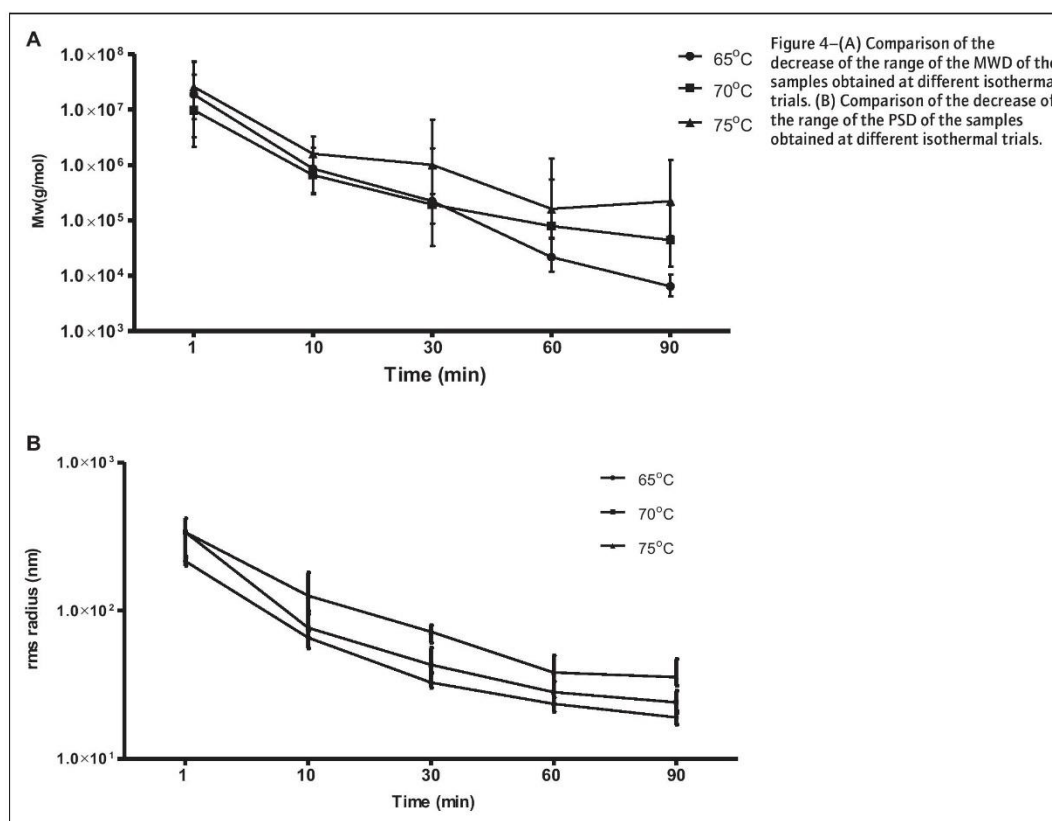 A
1.0×10⁸
1.0×10⁷
1.0×10⁶
1.0×10⁵
1.0×10⁴
1.0×10³
Mw(g/mol)
1 10 30 60 90
Time (min)
65°C
70°C
75°C
Figure 4–(A) Comparison of the
decrease of the range of the MWD of the
samples obtained at different isothermal
trials. (B) Comparison of the decrease of
the range of the PSD of the samples
obtained at different isothermal trials.
B
1.0×10³
1.0×10²
1.0×10¹
rms radius (nm)
1 10 30 60 90
Time (min)
65°C
70°C
75°C